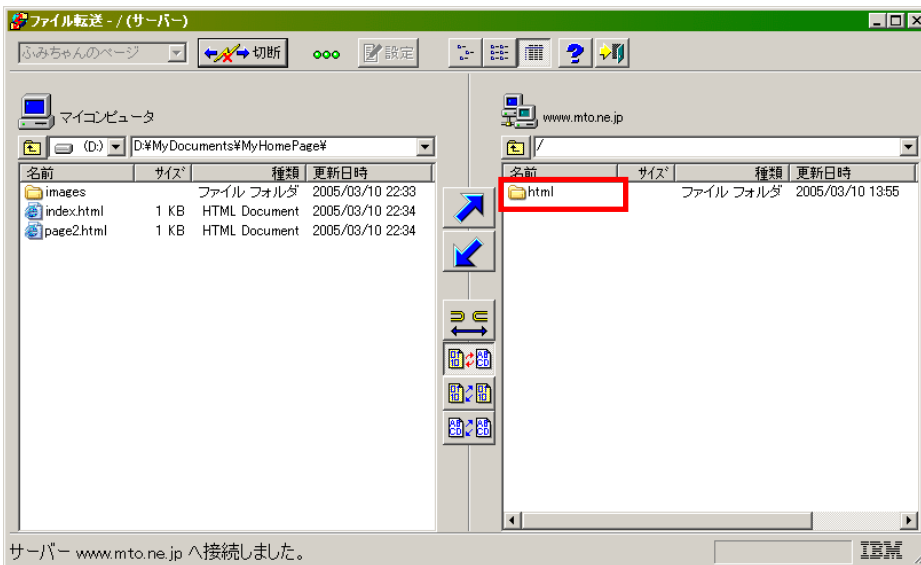 ファイル転送 - / (サーバー)
ふみちゃんのページ 切断 設定
マイコンピュータ
(D:) D:¥MyDocuments¥MyHomePage¥
名前 サイズ 種類 更新日時
images ファイル フォルダ 2005/03/10 22:33
index.html 1 KB HTML Document 2005/03/10 22:34
page2.html 1 KB HTML Document 2005/03/10 22:34
www.mto.ne.jp
/
名前 サイズ 種類 更新日時
html ファイル フォルダ 2005/03/10 13:55
サーバー www.mto.ne.jp へ接続しました。
IBM